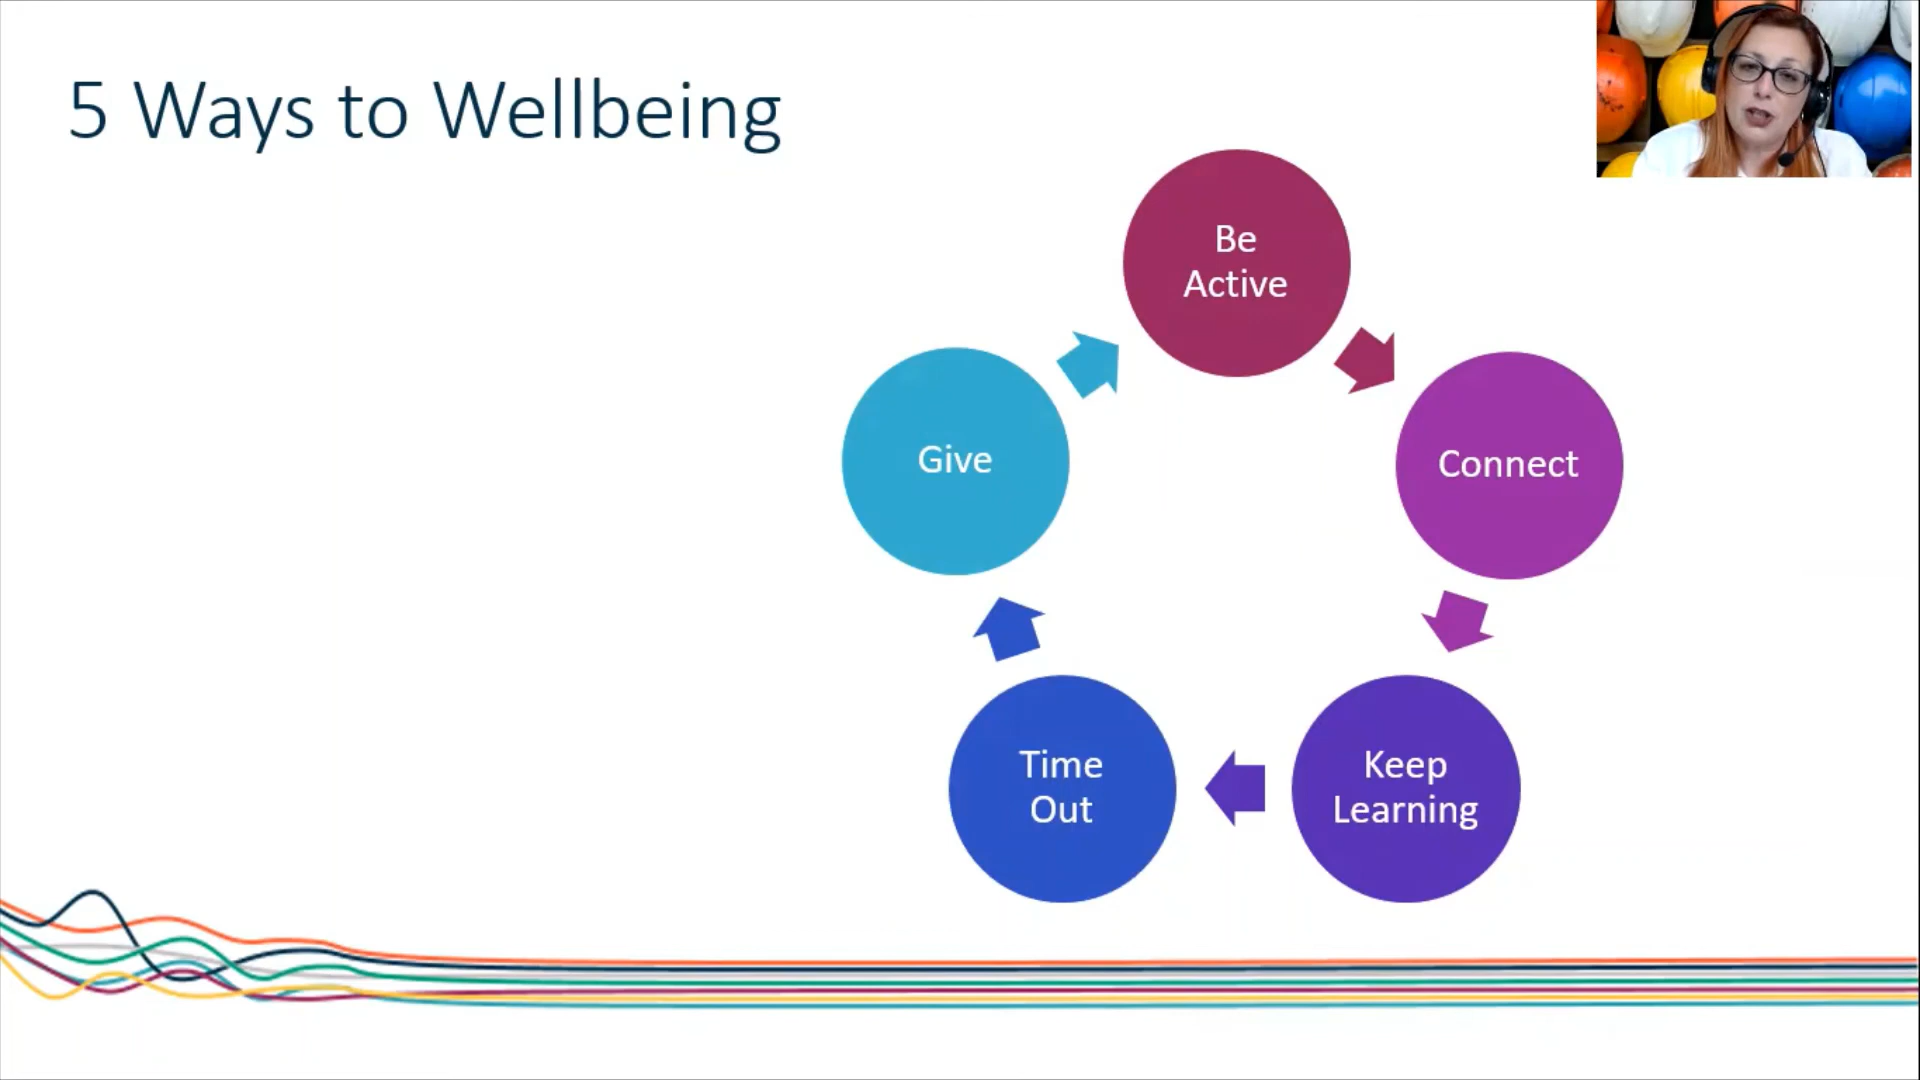 5 Ways to Wellbeing
Be
Active
Connect
Keep
Learning
Time
Out
Give